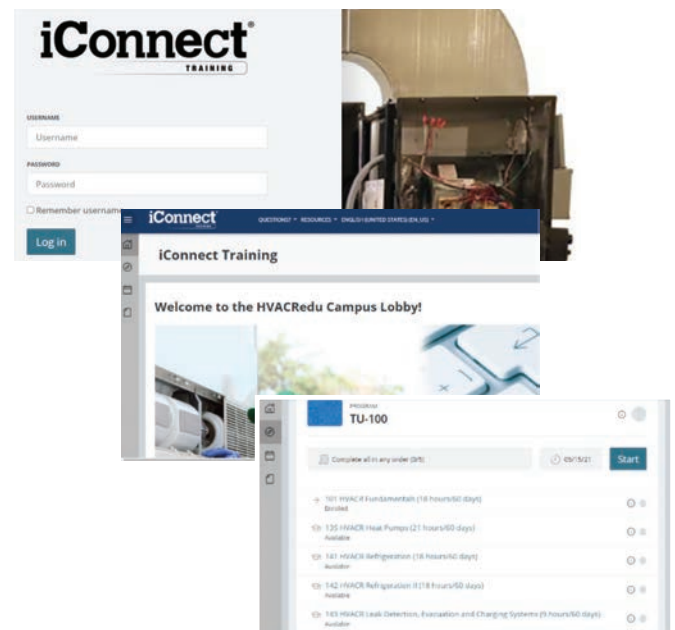 iConnect®
TRAINING
USERNAME
Username
PASSWORD
Password
Remember username
Log in
iConnect
QUESTIONS? RESOURCES ENGLISH (UNITED STATES) (EN_US)
iConnect Training
Welcome to the HVACRedu Campus Lobby!
TU-100
Complete all in any order (0/5)
05/15/21
Start
101 HVACR Fundamentals (18 hours/60 days)
Enrolled
135 HVACR Heat Pumps (21 hours/60 days)
Available
141 HVACR Refrigeration (18 hours/60 days)
Available
142 HVACR Refrigeration II (18 hours/60 days)
Available
143 HVACR Leak Detection, Evacuation and Charging Systems (9 hours/60 days)
Available